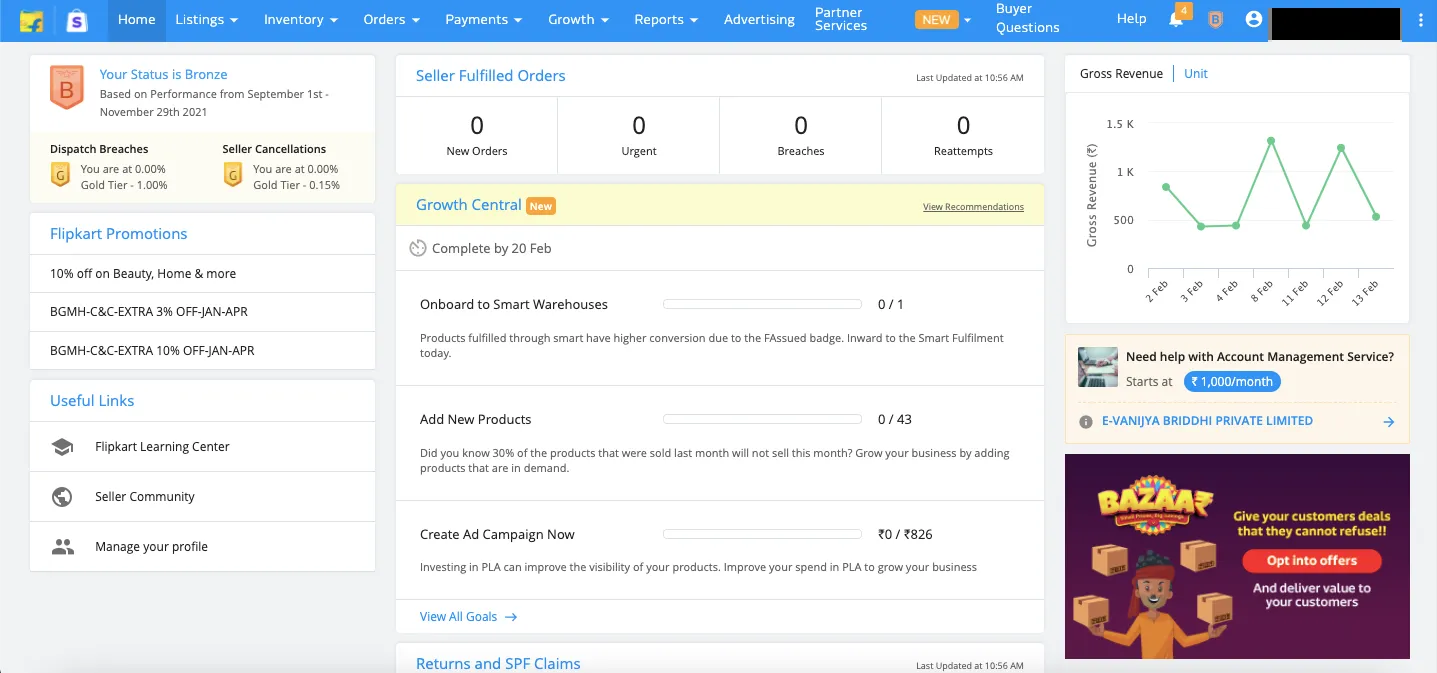 Home
Listings
Inventory
Orders
Payments
Growth
Reports
Advertising
Partner
Services
NEW
Buyer
Questions
Help
4
B
S
B
Your Status is Bronze
Based on Performance from September 1st -
November 29th 2021
Dispatch Breaches
G
You are at 0.00%
Gold Tier - 1.00%
Seller Cancellations
G
You are at 0.00%
Gold Tier - 0.15%
Flipkart Promotions
10% off on Beauty, Home & more
BGMH-C&C-EXTRA 3% OFF-JAN-APR
BGMH-C&C-EXTRA 10% OFF-JAN-APR
Useful Links
Flipkart Learning Center
Seller Community
Manage your profile
Seller Fulfilled Orders
Last Updated at 10:56 AM
0
New Orders
0
Urgent
0
Breaches
0
Reattempts
Growth Central New
View Recommendations
Complete by 20 Feb
Onboard to Smart Warehouses
0 / 1
Products fulfilled through smart have higher conversion due to the FAssued badge. Inward to the Smart Fulfilment
today.
Add New Products
0 / 43
Did you know 30% of the products that were sold last month will not sell this month? Grow your business by adding
products that are in demand.
Create Ad Campaign Now
₹0 / ₹826
Investing in PLA can improve the visibility of your products. Improve your spend in PLA to grow your business
View All Goals
Returns and SPF Claims
Last Updated at 10:56 AM
Gross Revenue
Unit
Gross Revenue (₹)
1.5 K
1 K
500
0
2 Feb
3 Feb
4 Feb
8 Feb
11 Feb
12 Feb
13 Feb
Need help with Account Management Service?
Starts at ₹ 1,000/month
E-VANIJYA BRIDDHI PRIVATE LIMITED
BAZAAR
Give your customers deals
that they cannot refuse!!
Opt into offers
And deliver value to
your customers